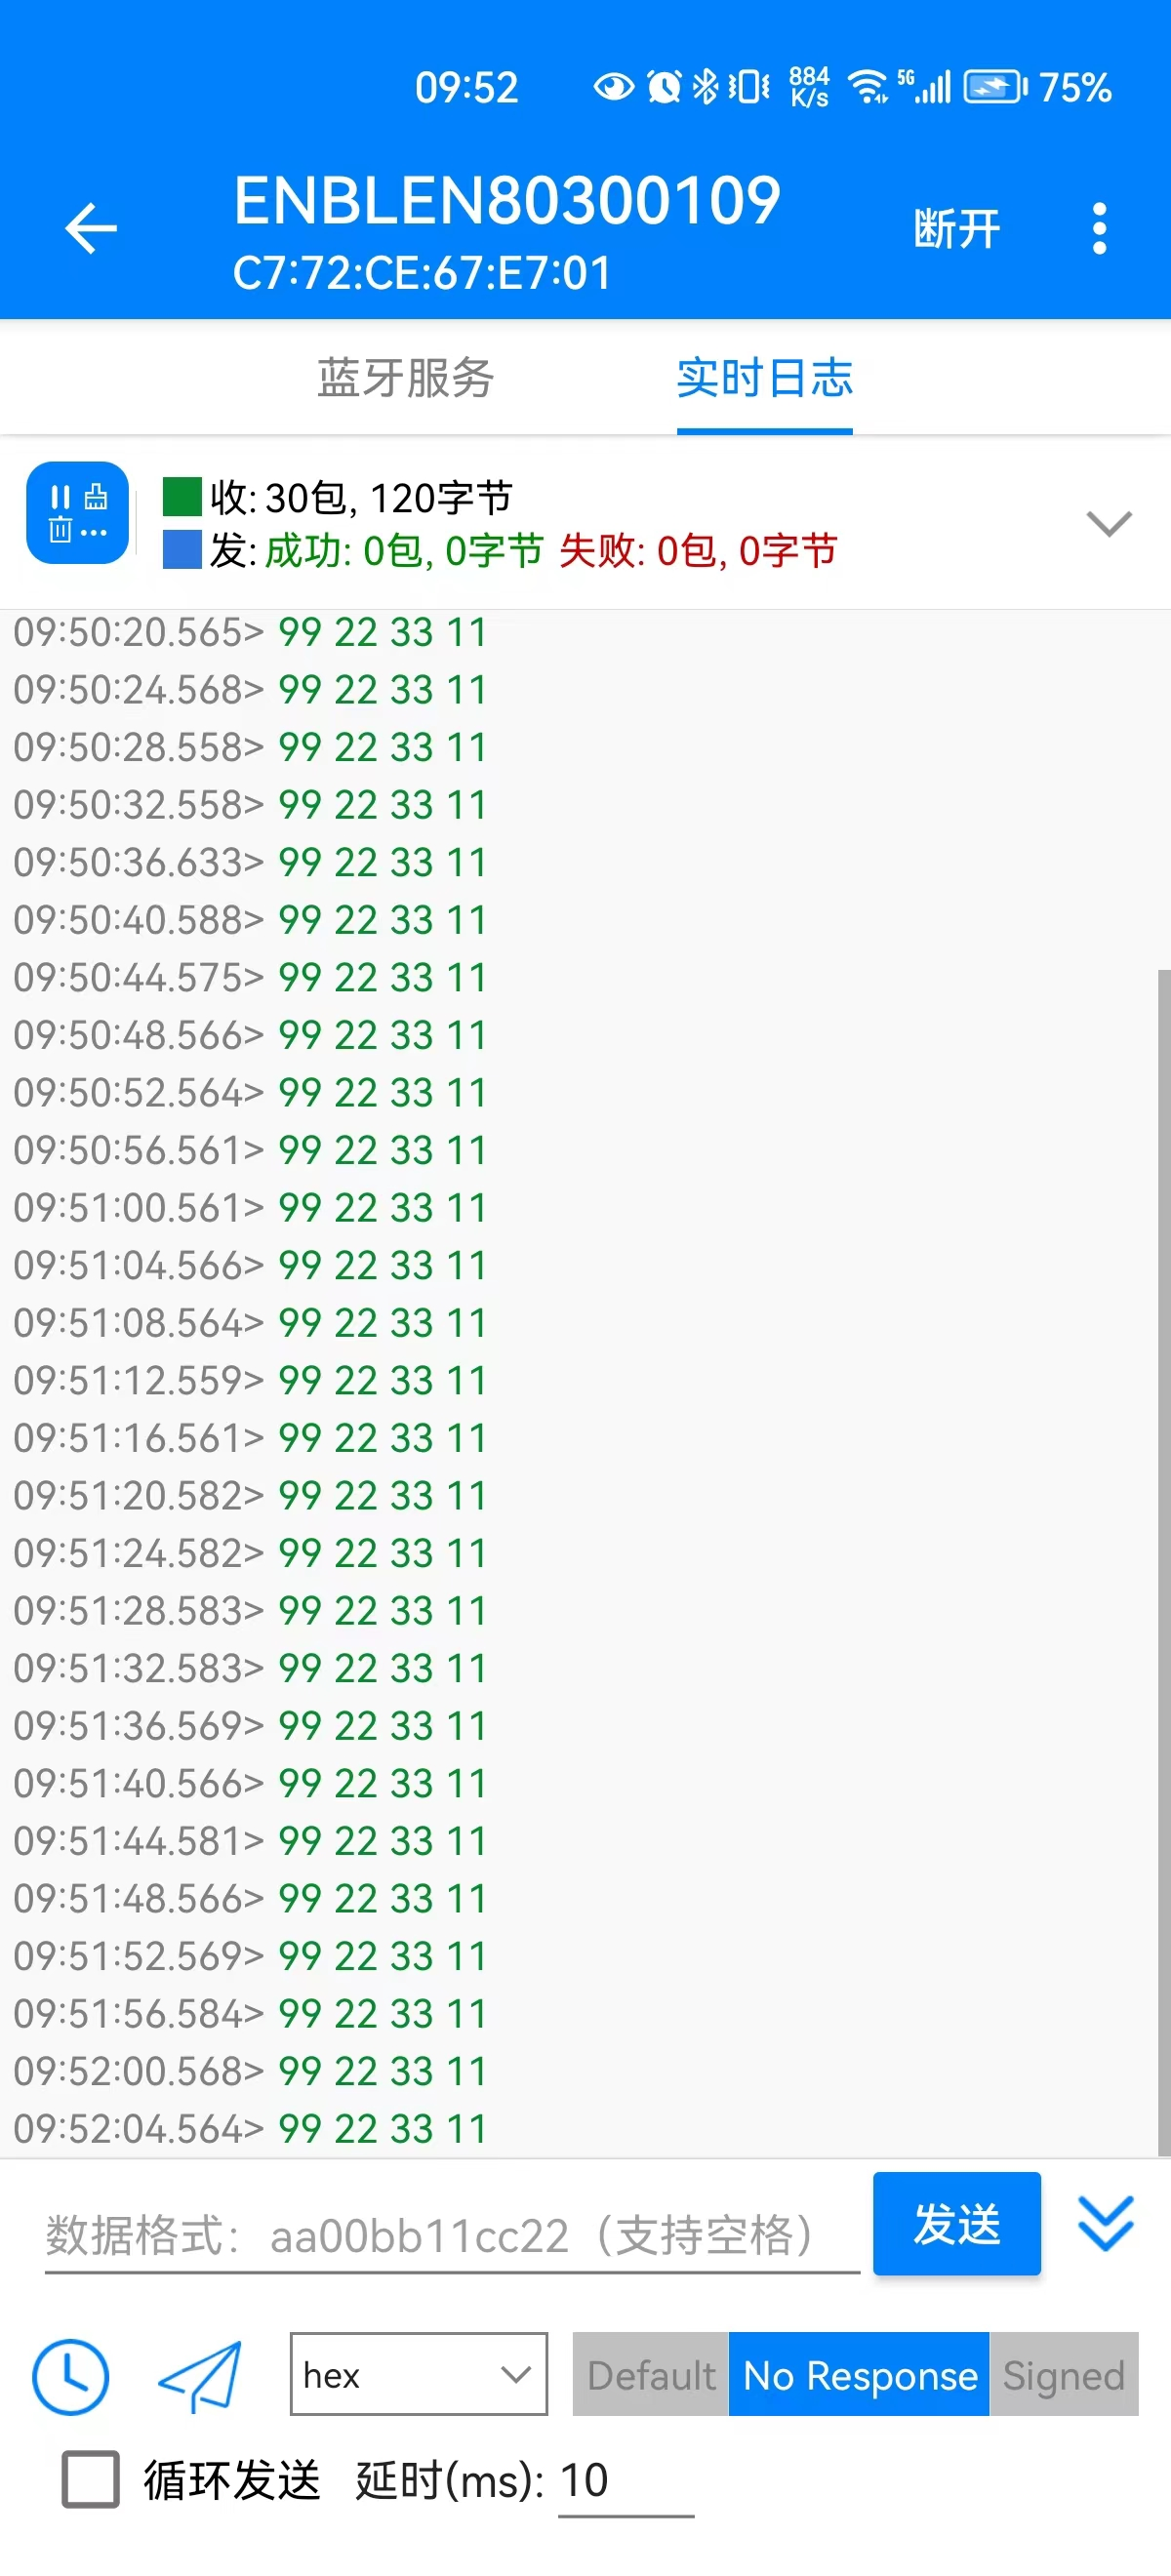 09:52 884 K/s 5G 75%
ENBLEN80300109
断开
C7:72:CE:67:E7:01
蓝牙服务 实时日志
收: 30包, 120字节
发: 成功: 0包, 0字节 失败: 0包, 0字节
09:50:20.565> 99 22 33 11
09:50:24.568> 99 22 33 11
09:50:28.558> 99 22 33 11
09:50:32.558> 99 22 33 11
09:50:36.633> 99 22 33 11
09:50:40.588> 99 22 33 11
09:50:44.575> 99 22 33 11
09:50:48.566> 99 22 33 11
09:50:52.564> 99 22 33 11
09:50:56.561> 99 22 33 11
09:51:00.561> 99 22 33 11
09:51:04.566> 99 22 33 11
09:51:08.564> 99 22 33 11
09:51:12.559> 99 22 33 11
09:51:16.561> 99 22 33 11
09:51:20.582> 99 22 33 11
09:51:24.582> 99 22 33 11
09:51:28.583> 99 22 33 11
09:51:32.583> 99 22 33 11
09:51:36.569> 99 22 33 11
09:51:40.566> 99 22 33 11
09:51:44.581> 99 22 33 11
09:51:48.566> 99 22 33 11
09:51:52.569> 99 22 33 11
09:51:56.584> 99 22 33 11
09:52:00.568> 99 22 33 11
09:52:04.564> 99 22 33 11
数据格式：aa00bb11cc22（支持空格） 发送
hex Default No Response Signed
循环发送 延时(ms): 10